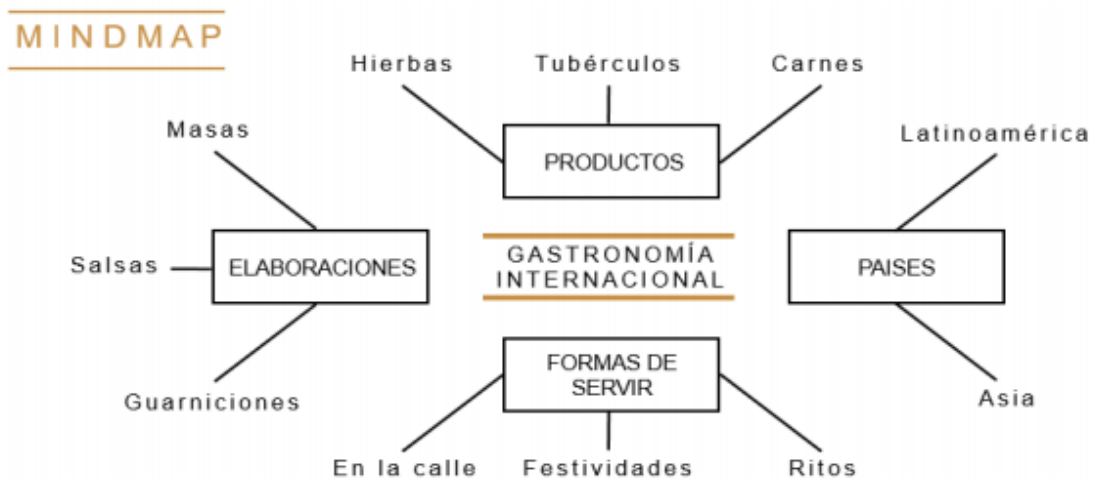 MINDMAP
Hierbas
Tubérculos
Carnes
Masas
PRODUCTOS
Latinoamérica
Salsas
ELABORACIONES
GASTRONOMÍA
INTERNACIONAL
PAISES
FORMAS DE
SERVIR
Guarniciones
Asia
En la calle
Festividades
Ritos